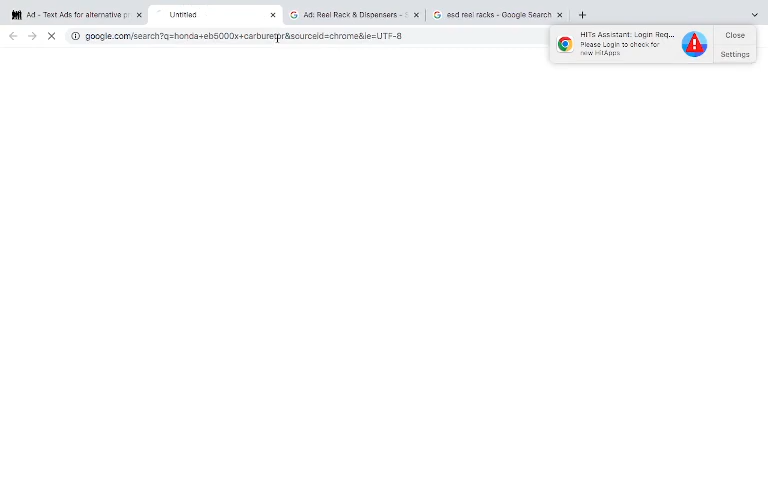 Ad - Text Ads for alternative pr
Untitled
Ad: Reel Rack & Dispensers -
esd reel racks - Google Search
google.com/search?q=honda+eb5000x+carburetpr&sourceid=chrome&ie=UTF-8
HITs Assistant: Login Req...
Please Login to check for
new HitApps
Close
Settings